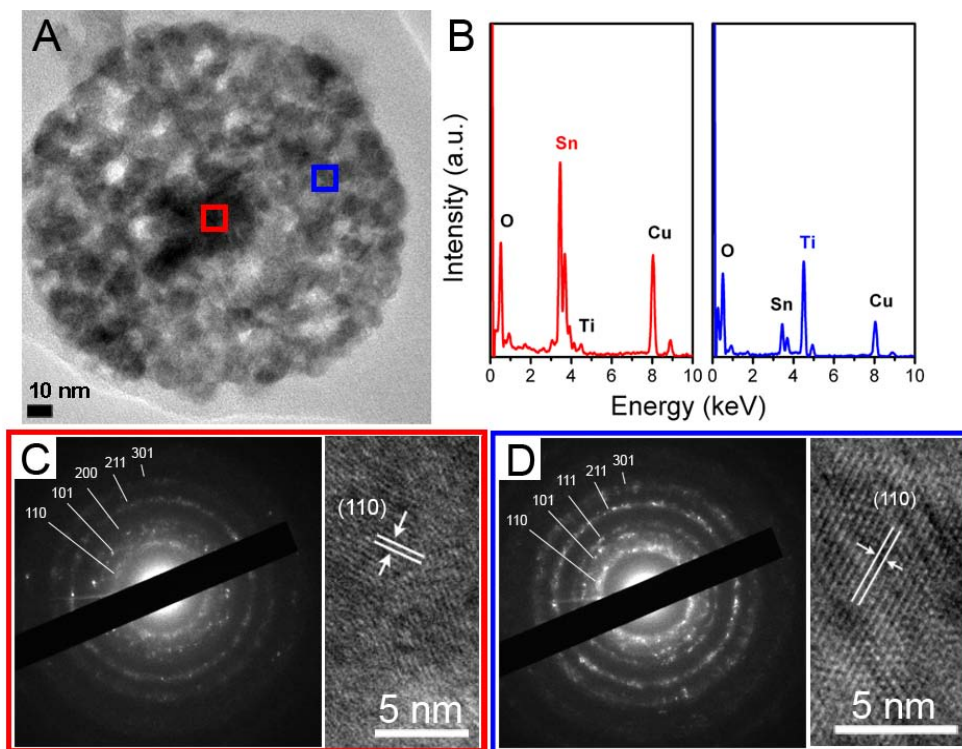 A
10 nm
B
Intensity (a.u.)
O
Sn
Ti
Cu
0 2 4 6 8 10
O
Sn
Ti
Cu
0 2 4 6 8 10
Energy (keV)
C
110
101
200
211
301
(110)
5 nm
D
110
101
111
211
301
(110)
5 nm